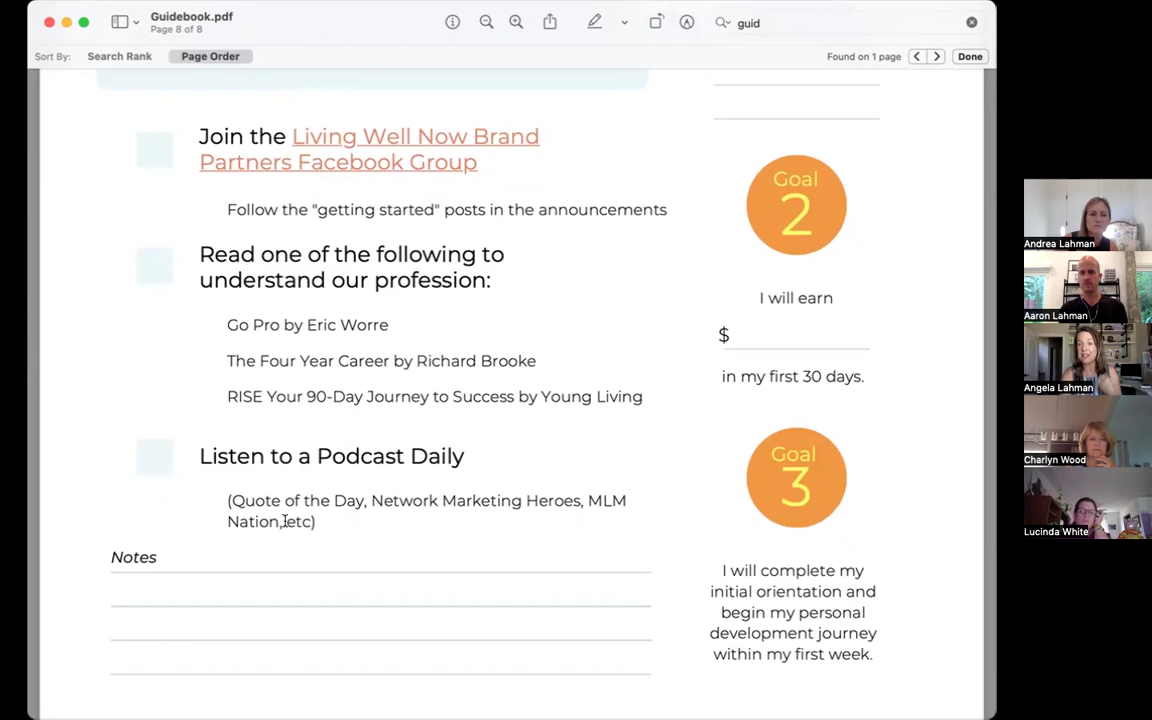 Guidebook.pdf
Page 8 of 8
guid
Sort By:
Search Rank
Page Order
Found on 1 page
Done
Join the Living Well Now Brand
Partners Facebook Group
Follow the "getting started" posts in the announcements
Read one of the following to
understand our profession:
Go Pro by Eric Worre
The Four Year Career by Richard Brooke
RISE Your 90-Day Journey to Success by Young Living
Listen to a Podcast Daily
(Quote of the Day, Network Marketing Heroes, MLM
Nation,etc)
Notes
Goal
2
I will earn
$
in my first 30 days.
Goal
3
I will complete my
initial orientation and
begin my personal
development journey
within my first week.
Andrea Lahman
Aaron Lahman
Angela Lahman
Charlyn Wood
Lucinda White